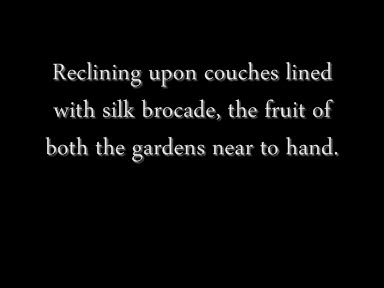 Reclining upon couches lined
with silk brocade, the fruit of
both the gardens near to hand.